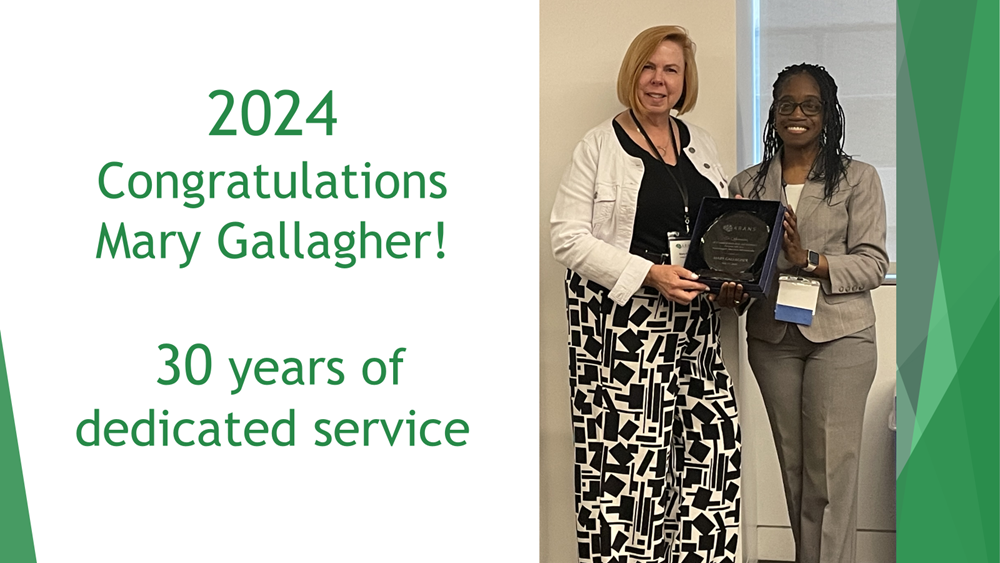 2024
Congratulations
Mary Gallagher!
30 years of
dedicated service